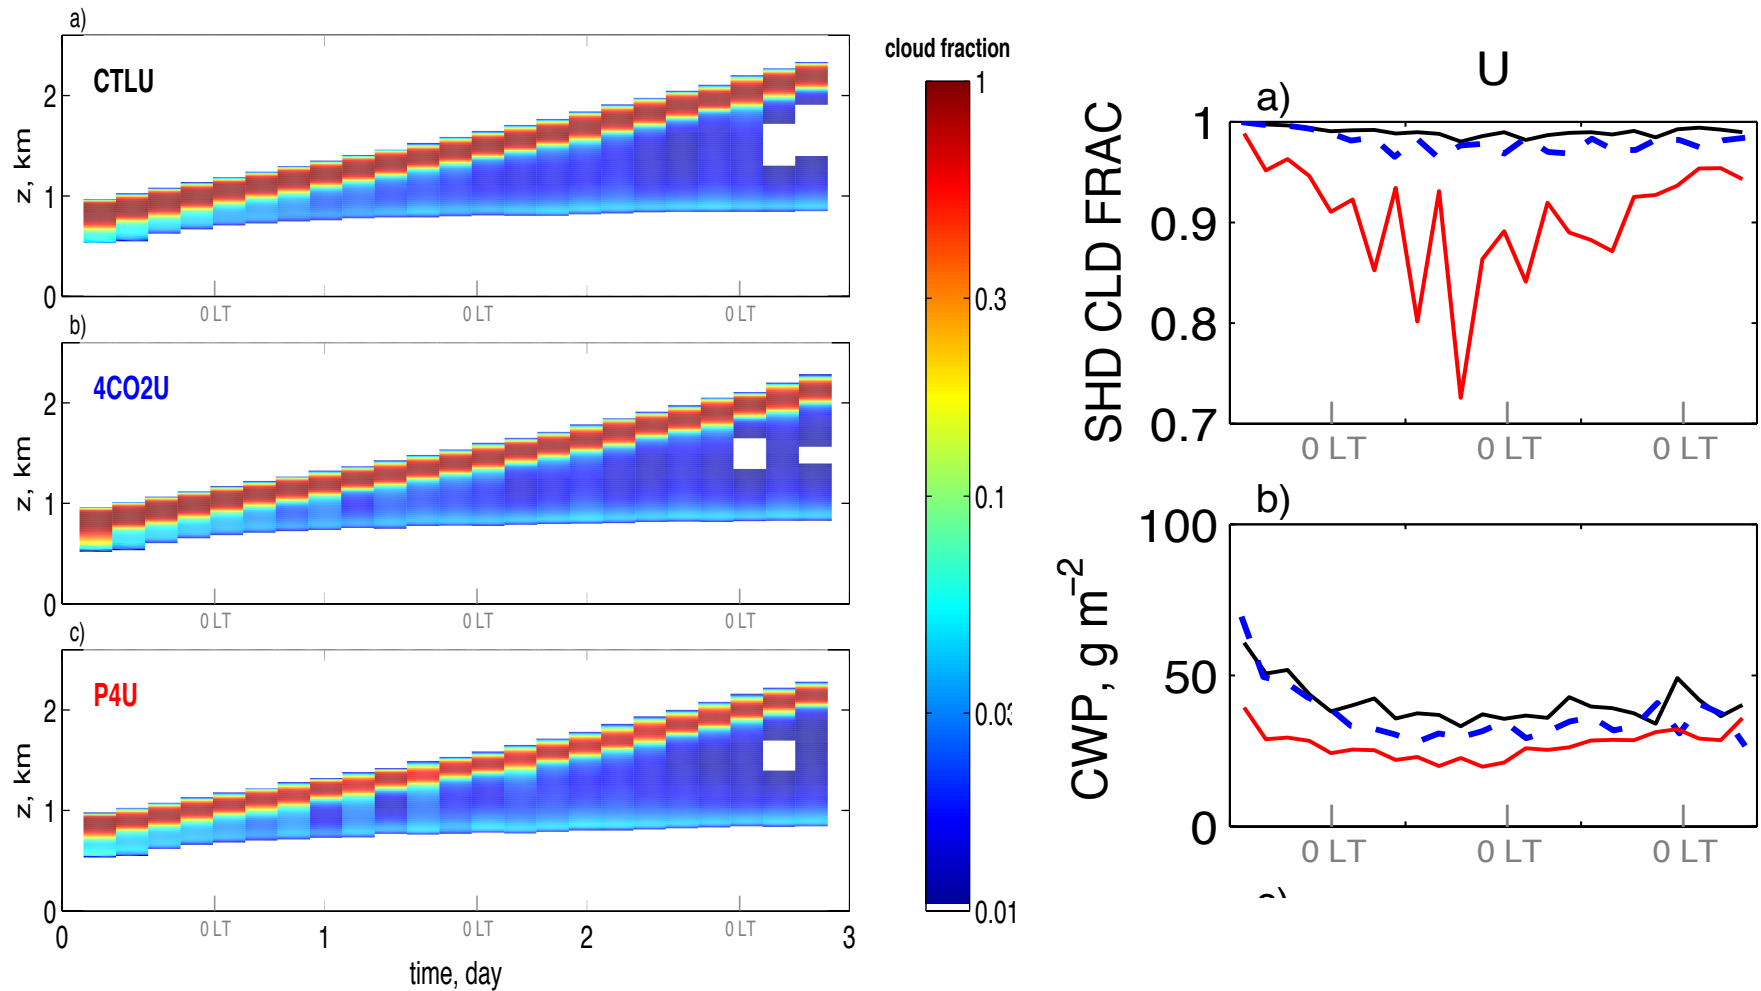 a)
CTLU
z, km
2
1
0
0 LT
0 LT
0 LT
b)
4CO2U
z, km
2
1
0
0 LT
0 LT
0 LT
c)
P4U
z, km
2
1
0
0 LT
0 LT
0 LT
0
1
2
3
time, day
cloud fraction
1
0.3
0.1
0.01
U
a)
SHD CLD FRAC
1
0.9
0.8
0.7
0 LT
0 LT
0 LT
b)
CWP, g m⁻²
100
50
0
0 LT
0 LT
0 LT